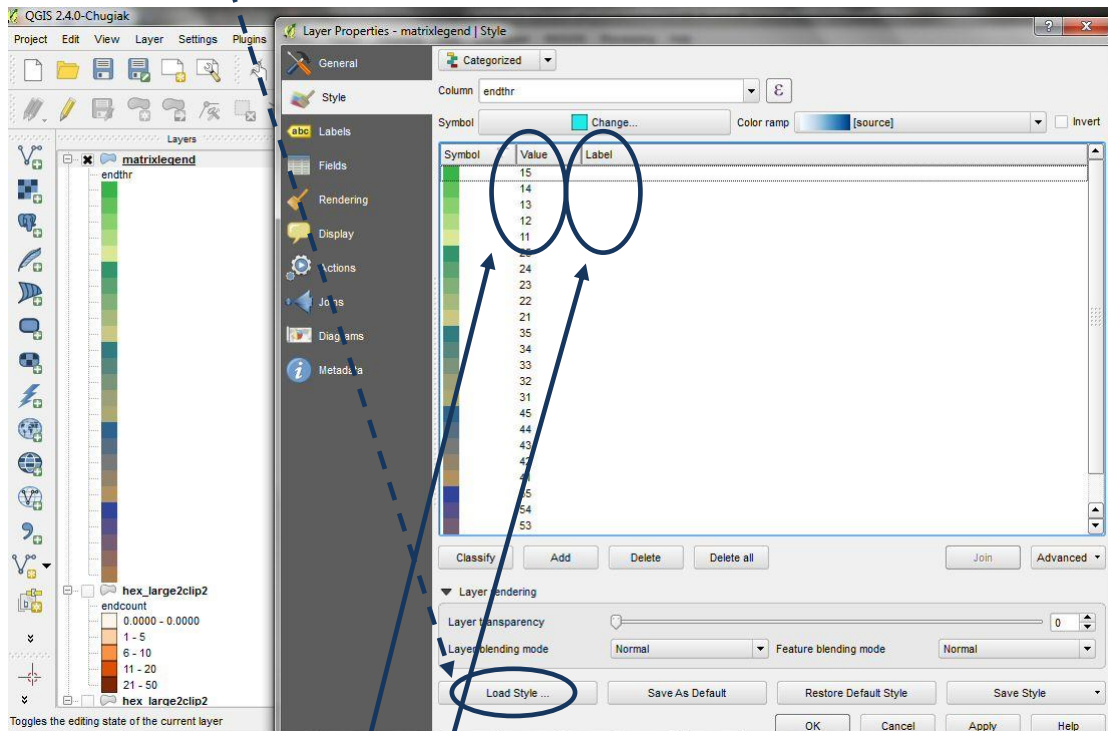 QGIS 2.4.0-Chugiak
Project Edit View Layer Settings Plugins
Layers
matrixlegend
endthr
hex_large2clip2
endcount
0.0000 - 0.0000
1 - 5
6 - 10
11 - 20
21 - 50
hex_large2clip2
Toggles the editing state of the current layer
Layer Properties - matrixlegend | Style
General
Style
Labels
Fields
Rendering
Display
Actions
Joins
Diagrams
Metadata
Categorized
Column endthr ε
Symbol Change... Color ramp [source] Invert
Symbol Value Label
15
14
13
12
11
25
24
23
22
21
35
34
33
32
31
45
44
43
42
41
55
54
53
Classify Add Delete Delete all Join Advanced
Layer rendering
Layer transparency 0
Layer blending mode Normal Feature blending mode Normal
Load Style ... Save As Default Restore Default Style Save Style
OK Cancel Apply Help